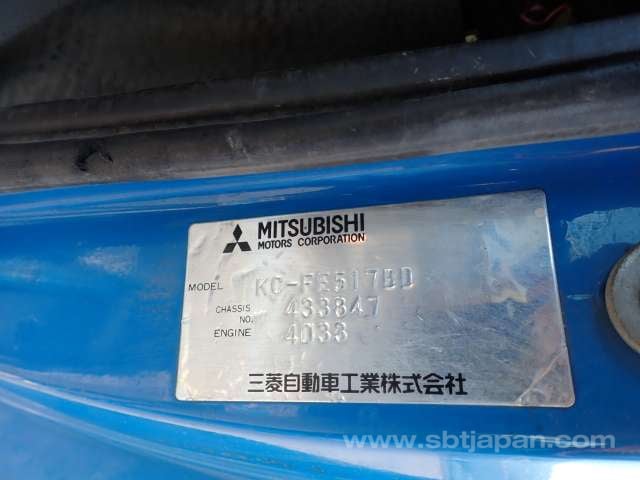 MITSUBISHI
MOTORS CORPORATION
MODEL KC-FE517BD
CHASSIS NO. 433847
ENGINE 4D33
三菱自動車工業株式会社
www.sbtjapan.com